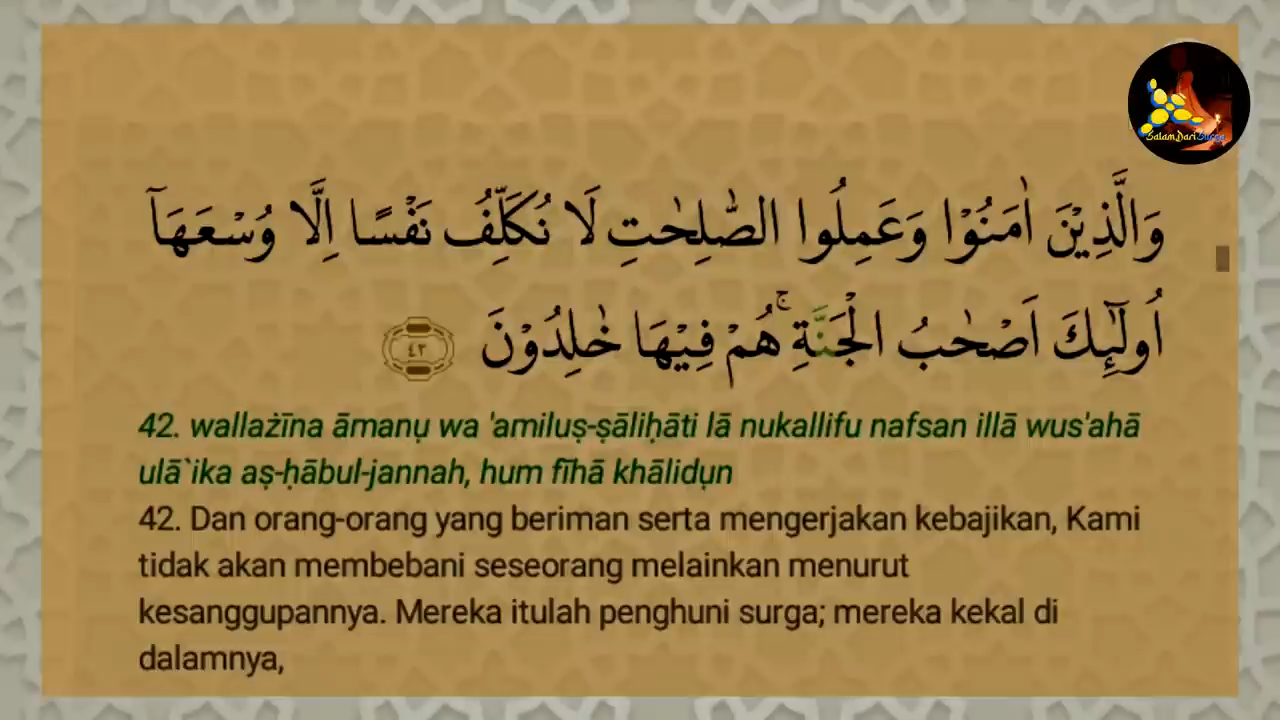 SalamDariSurga
وَالَّذِيْنَ اٰمَنُوْا وَعَمِلُوا الصّٰلِحٰتِ لَا نُكَلِّفُ نَفْسًا اِلَّا وُسْعَهَآ
اُولٰۤىِٕكَ اَصْحٰبُ الْجَنَّةِۚ هُمْ فِيْهَا خٰلِدُوْنَ ٤٢
42. wallażīna āmanụ wa 'amiluṣ-ṣāliḥāti lā nukallifu nafsan illā wus'ahā
ulā`ika aṣ-ḥābul-jannah, hum fīhā khālidụn
42. Dan orang-orang yang beriman serta mengerjakan kebajikan, Kami
tidak akan membebani seseorang melainkan menurut
kesanggupannya. Mereka itulah penghuni surga; mereka kekal di
dalamnya,